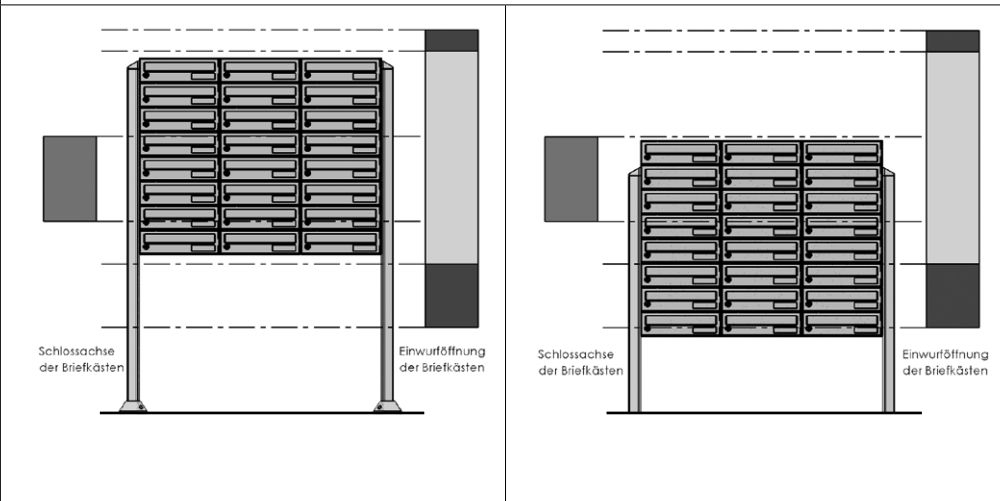 Schlossachse
der Briefkästen
Einwurföffnung
der Briefkästen
Schlossachse
der Briefkästen
Einwurföffnung
der Briefkästen